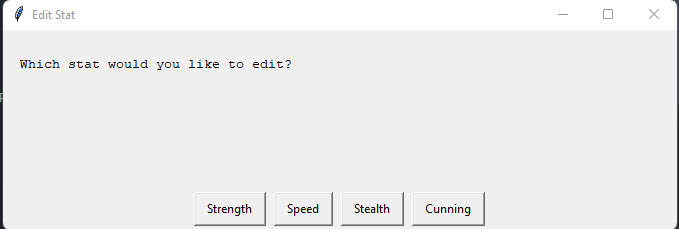 Edit Stat
Which stat would you like to edit?
Strength Speed Stealth Cunning